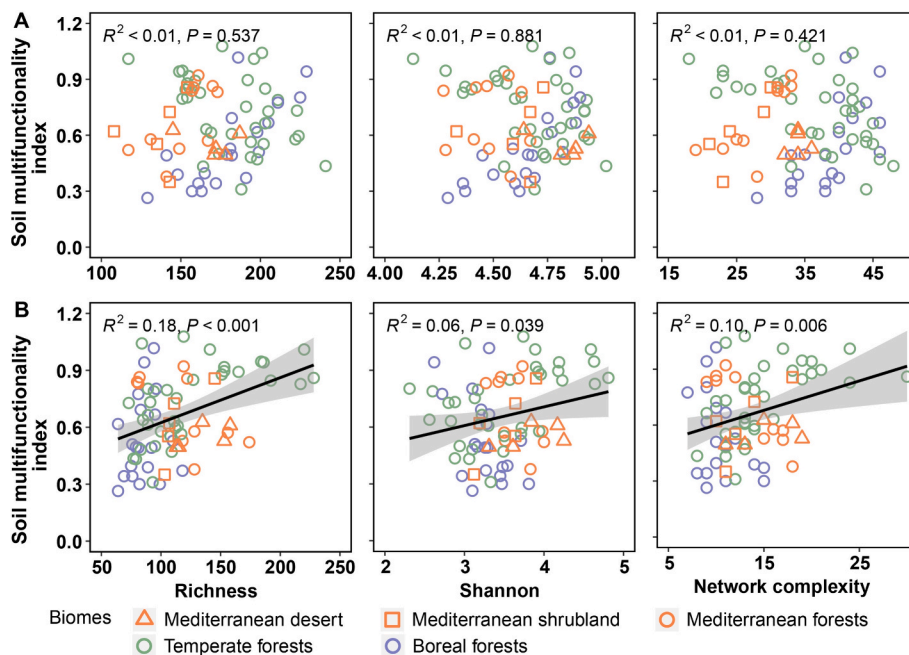 A
R² < 0.01, P = 0.537
R² < 0.01, P = 0.881
R² < 0.01, P = 0.421
Soil multifunctionality
index
1.2
0.9
0.6
0.3
0.0
100 150 200 250
4.00 4.25 4.50 4.75 5.00
15 25 35 45
B
R² = 0.18, P < 0.001
R² = 0.06, P = 0.039
R² = 0.10, P = 0.006
Soil multifunctionality
index
1.2
0.9
0.6
0.3
0.0
50 100 150 200 250
2 3 4 5
5 15 25
Richness
Shannon
Network complexity
Biomes Mediterranean desert Mediterranean shrubland Mediterranean forests
Temperate forests Boreal forests